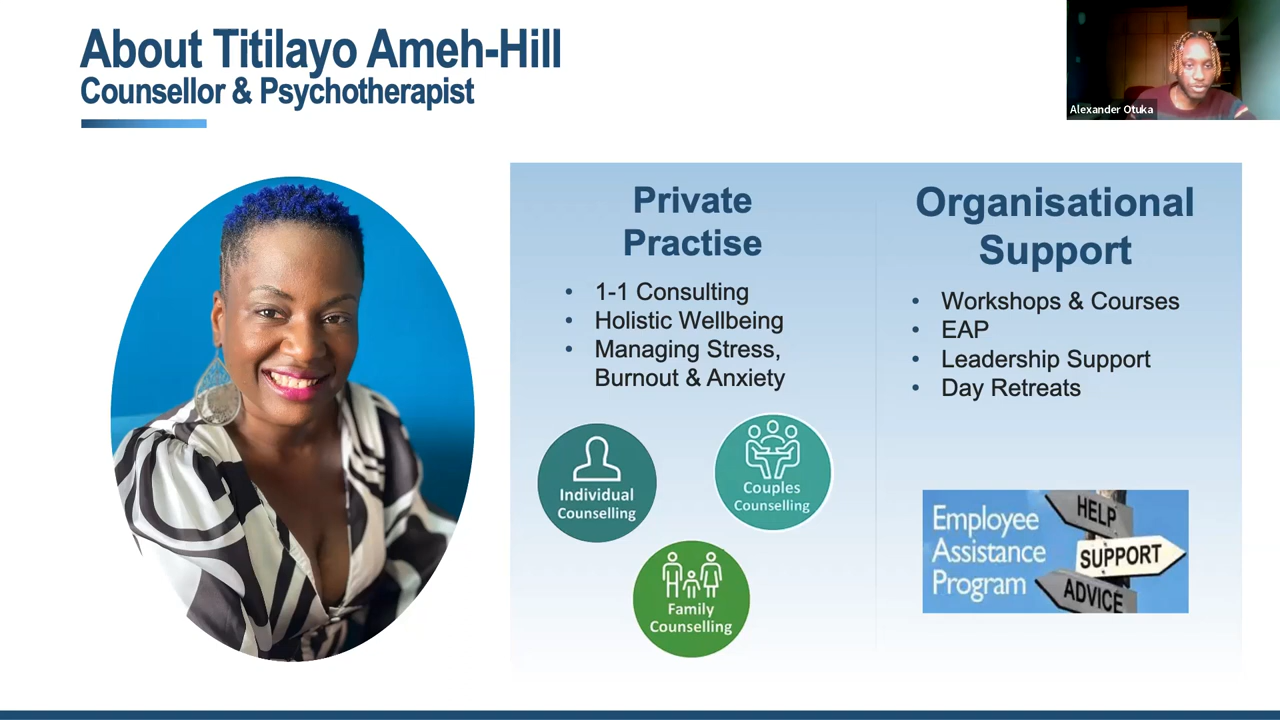 About Titilayo Ameh-Hill
Counsellor & Psychotherapist
Alexander Otuka
Private
Practise
• 1-1 Consulting
• Holistic Wellbeing
• Managing Stress,
Burnout & Anxiety
Individual
Counselling
Couples
Counselling
Family
Counselling
Organisational
Support
• Workshops & Courses
• EAP
• Leadership Support
• Day Retreats
Employee
Assistance
Program
HELP
SUPPORT
ADVICE